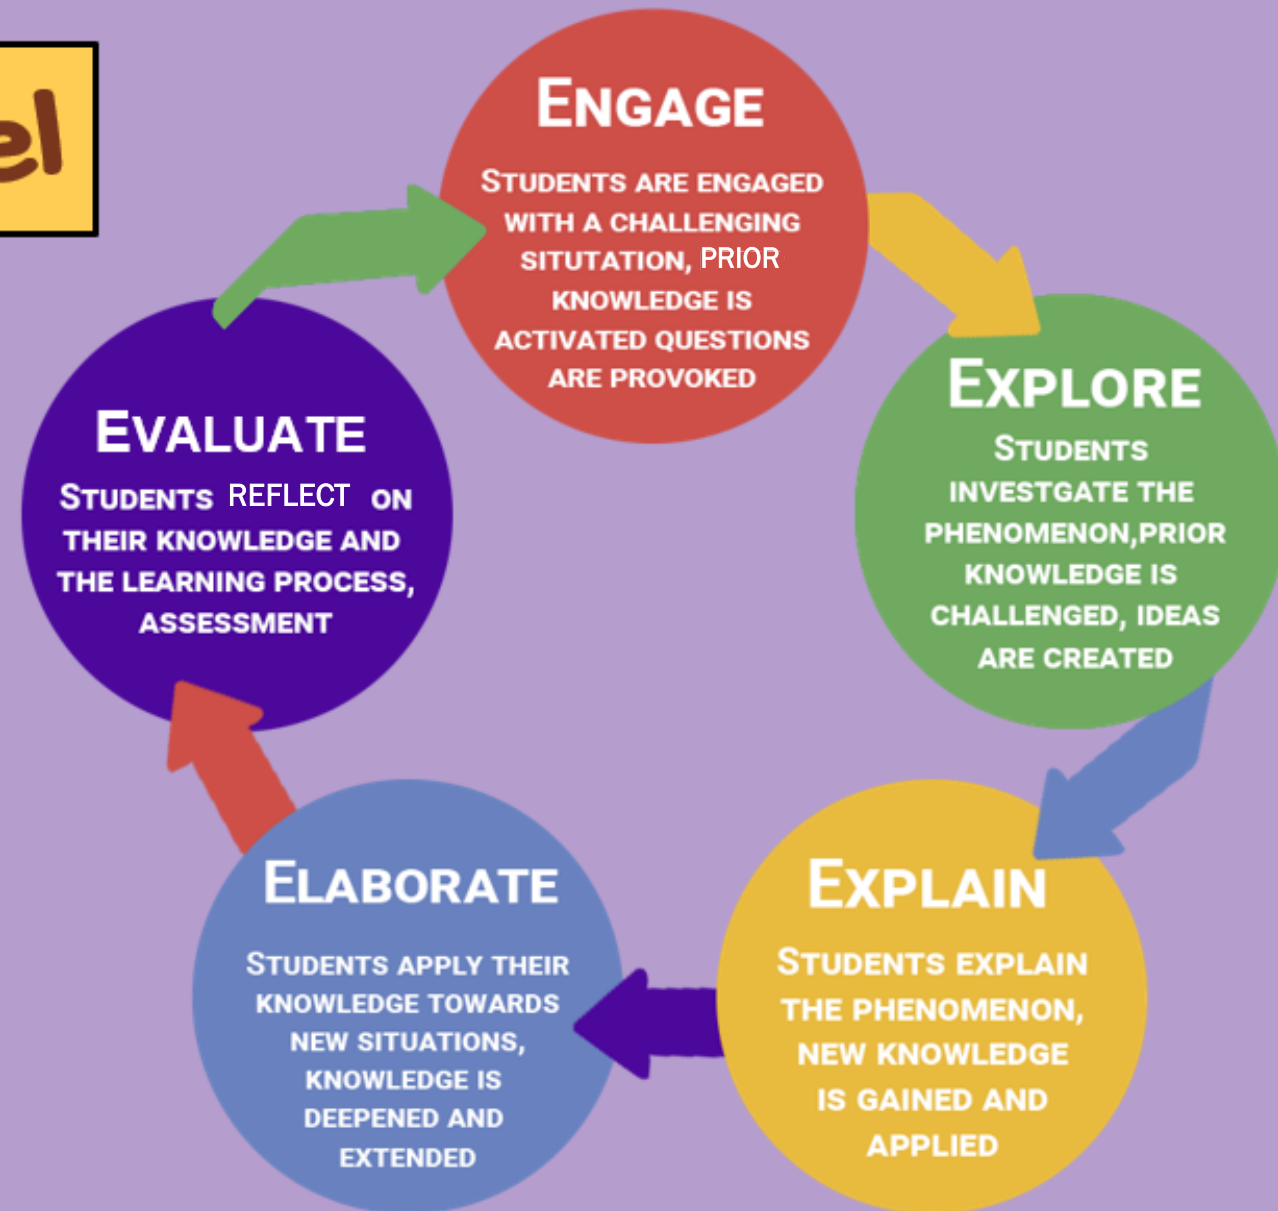 el
ENGAGE
STUDENTS ARE ENGAGED
WITH A CHALLENGING
SITUTATION, PRIOR
KNOWLEDGE IS
ACTIVATED QUESTIONS
ARE PROVOKED
EXPLORE
STUDENTS
INVESTGATE THE
PHENOMENON,PRIOR
KNOWLEDGE IS
CHALLENGED, IDEAS
ARE CREATED
EXPLAIN
STUDENTS EXPLAIN
THE PHENOMENON,
NEW KNOWLEDGE
IS GAINED AND
APPLIED
ELABORATE
STUDENTS APPLY THEIR
KNOWLEDGE TOWARDS
NEW SITUATIONS,
KNOWLEDGE IS
DEEPENED AND
EXTENDED
EVALUATE
STUDENTS REFLECT ON
THEIR KNOWLEDGE AND
THE LEARNING PROCESS,
ASSESSMENT